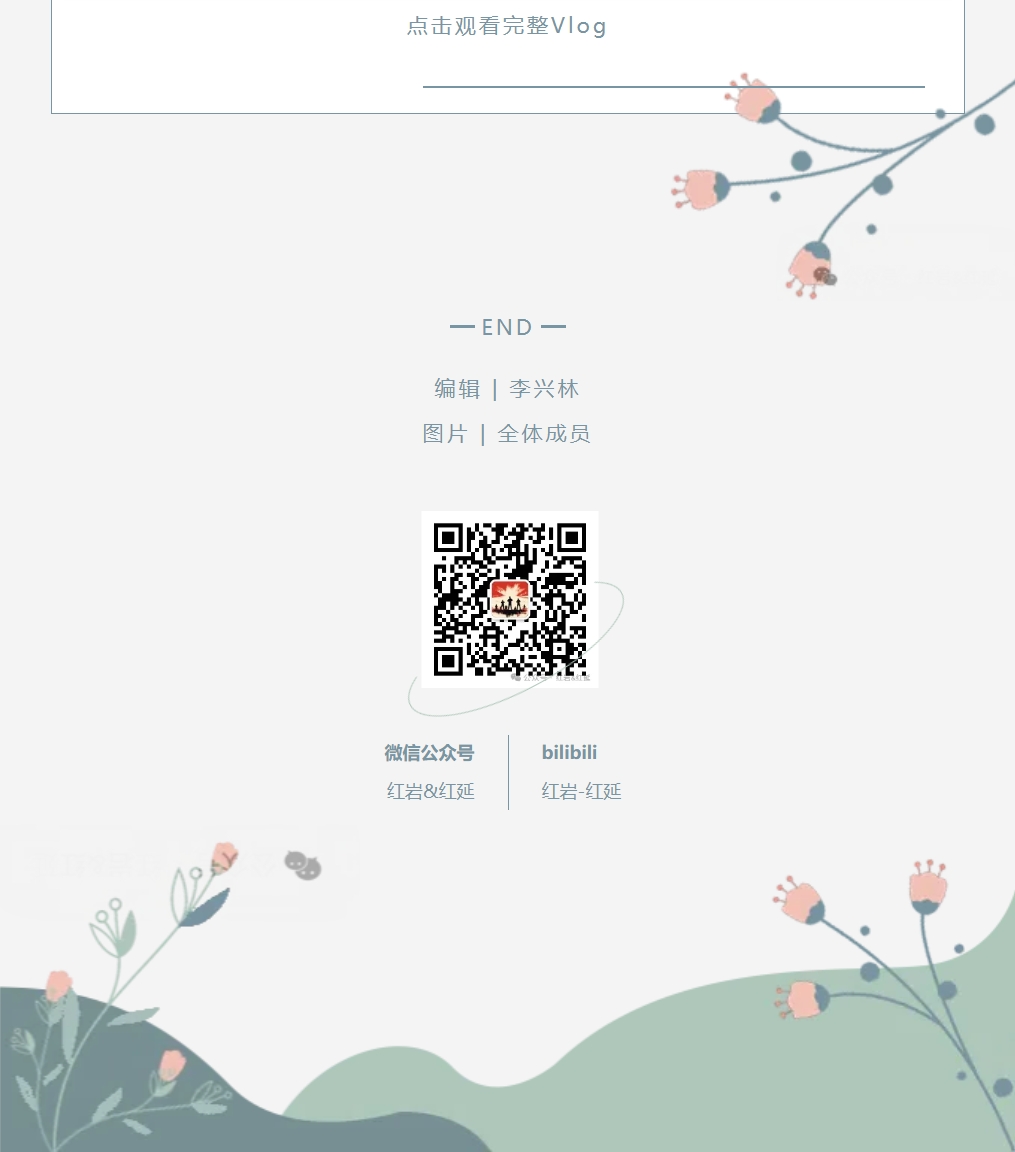 点击观看完整Vlog
END
编辑 | 李兴林
图片 | 全体成员
微信公众号
红岩&红延
bilibili
红岩-红延